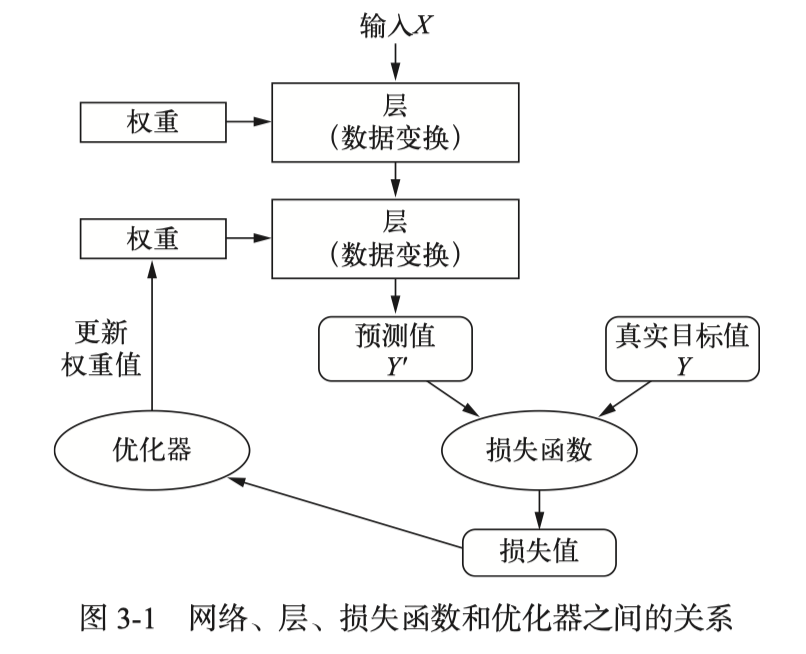 输入X
权重
层
（数据变换）
权重
层
（数据变换）
更新
权重值
预测值
Y'
真实目标值
Y
优化器
损失函数
损失值
图 3-1 网络、层、损失函数和优化器之间的关系